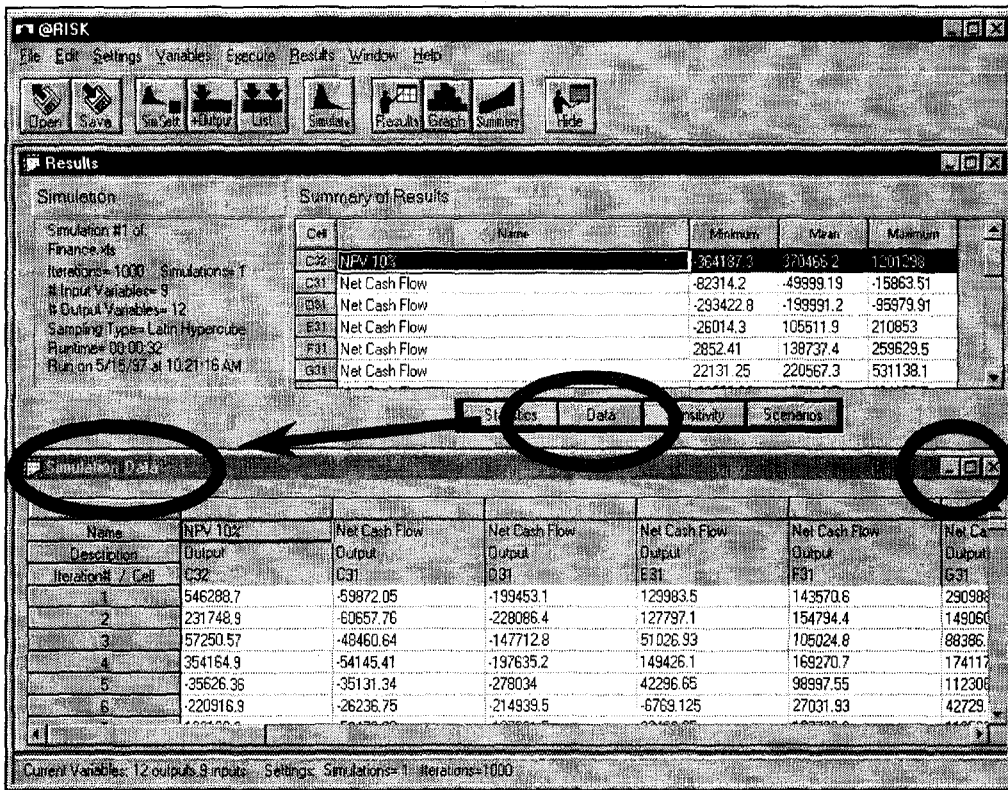 @RISK
File Edit Settings Variables Execute Results Window Help
Open Save Sim Sett +Output List Simulate Results Graph Summary Hide
Results
Simulation
Simulation #1 of
Finance.xls
Iterations= 1000 Simulations= 1
# Input Variables= 9
# Output Variables= 12
Sampling Type= Latin Hypercube
Runtime= 00:00:32
Run on 5/15/97 at 10:21:16 AM
Summary of Results
Cell Name Minimum Mean Maximum
C32 NPV 10% -364187.3 370466.2 1201298
C31 Net Cash Flow -82314.2 -49999.19 -15863.51
D31 Net Cash Flow -293422.8 -199991.2 -95979.91
E31 Net Cash Flow -26014.3 105511.9 210853
F31 Net Cash Flow 2852.41 138737.4 259629.5
G31 Net Cash Flow 22131.25 220567.3 531138.1
Data Scenarios
Simulation Data
Name NPV 10% Net Cash Flow Net Cash Flow Net Cash Flow Net Cash Flow Net Ca
Description Output Output Output Output Output Output
Iteration# / Cell C32 C31 D31 E31 F31 G31
1 546288.7 -59872.05 -199453.1 129983.5 143570.6 290988
2 231748.9 -60657.76 -228086.4 127797.1 154794.4 149060
3 57250.57 -48460.64 -147712.8 51026.93 105024.8 88386.
4 354164.9 -54145.41 -197635.2 149426.1 169270.7 174117
5 -35626.36 -35131.34 -278034 42296.65 98997.55 112308
6 -220916.9 -26236.75 -214939.5 -6769.125 27031.93 42729.
Current Variables: 12 outputs,9 inputs Settings: Simulations= 1 Iterations=1000